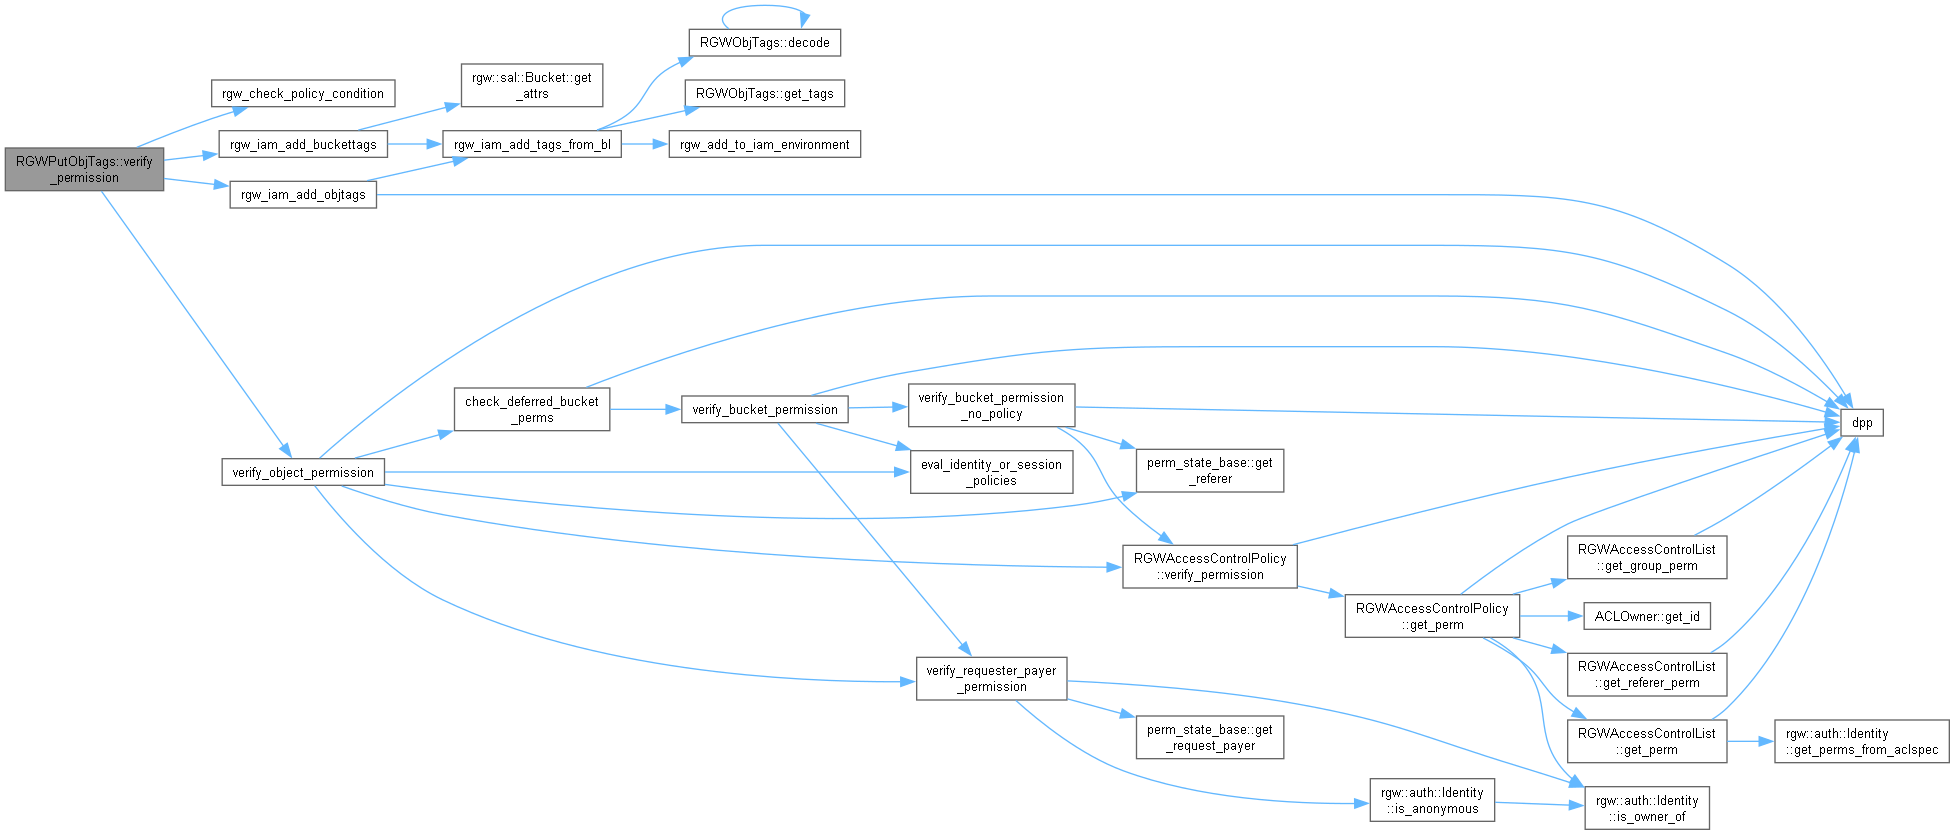 RGWObjTags::decode
rgw::sal::Bucket::get
_attrs
rgw_check_policy_condition
RGWObjTags::get_tags
rgw_iam_add_buckettags
rgw_iam_add_tags_from_bl
rgw_add_to_iam_environment
RGWPutObjTags::verify
_permission
rgw_iam_add_objtags
check_deferred_bucket
_perms
verify_bucket_permission
verify_bucket_permission
_no_policy
dpp
verify_object_permission
eval_identity_or_session
_policies
perm_state_base::get
_referer
RGWAccessControlPolicy
::verify_permission
RGWAccessControlList
::get_group_perm
RGWAccessControlPolicy
::get_perm
ACLOwner::get_id
verify_requester_payer
_permission
RGWAccessControlList
::get_referer_perm
perm_state_base::get
_request_payer
RGWAccessControlList
::get_perm
rgw::auth::Identity
::get_perms_from_aclspec
rgw::auth::Identity
::is_anonymous
rgw::auth::Identity
::is_owner_of